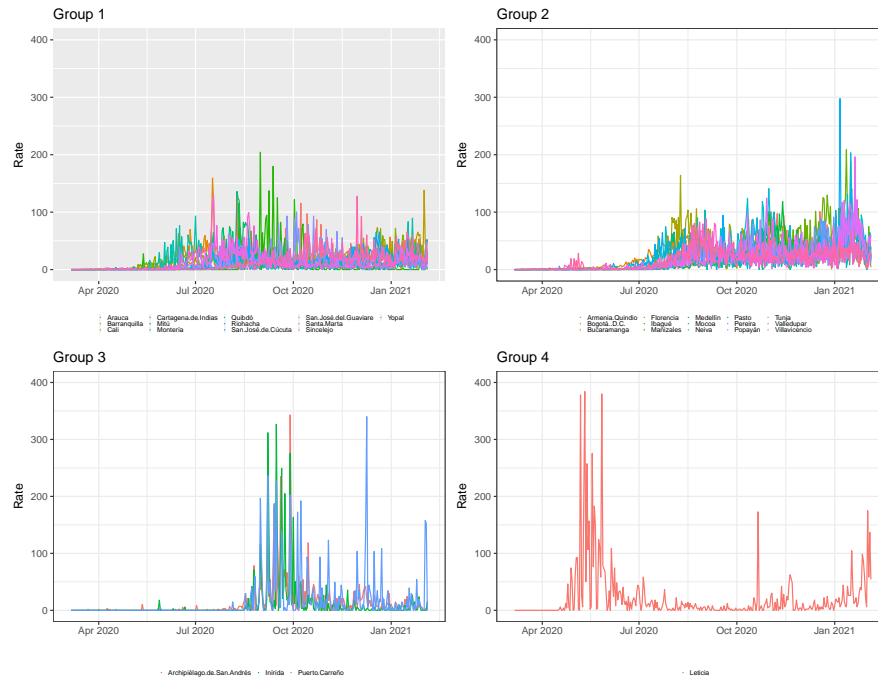 Group 1
400
300
200
100
0
Rate
Apr 2020 Jul 2020 Oct 2020 Jan 2021
Arauca Cartagena.de.Indias Quibdó San.José.del.Guaviare Yopal
Barranquilla Mitú Riohacha Santa.Marta
Cali Montería San.José.de.Cúcuta Sincelejo
Group 2
400
300
200
100
0
Rate
Apr 2020 Jul 2020 Oct 2020 Jan 2021
Armenia.Quindio Florencia Medellín Pasto Tunja
Bogotá..D.C. Ibagué Mocoa Pereira Valledupar
Bucaramanga Manizales Neiva Popayán Villavicencio
Group 3
400
300
200
100
0
Rate
Apr 2020 Jul 2020 Oct 2020 Jan 2021
Archipiélago.de.San.Andrés Inirida Puerto.Carreño
Group 4
400
300
200
100
0
Rate
Apr 2020 Jul 2020 Oct 2020 Jan 2021
Leticia